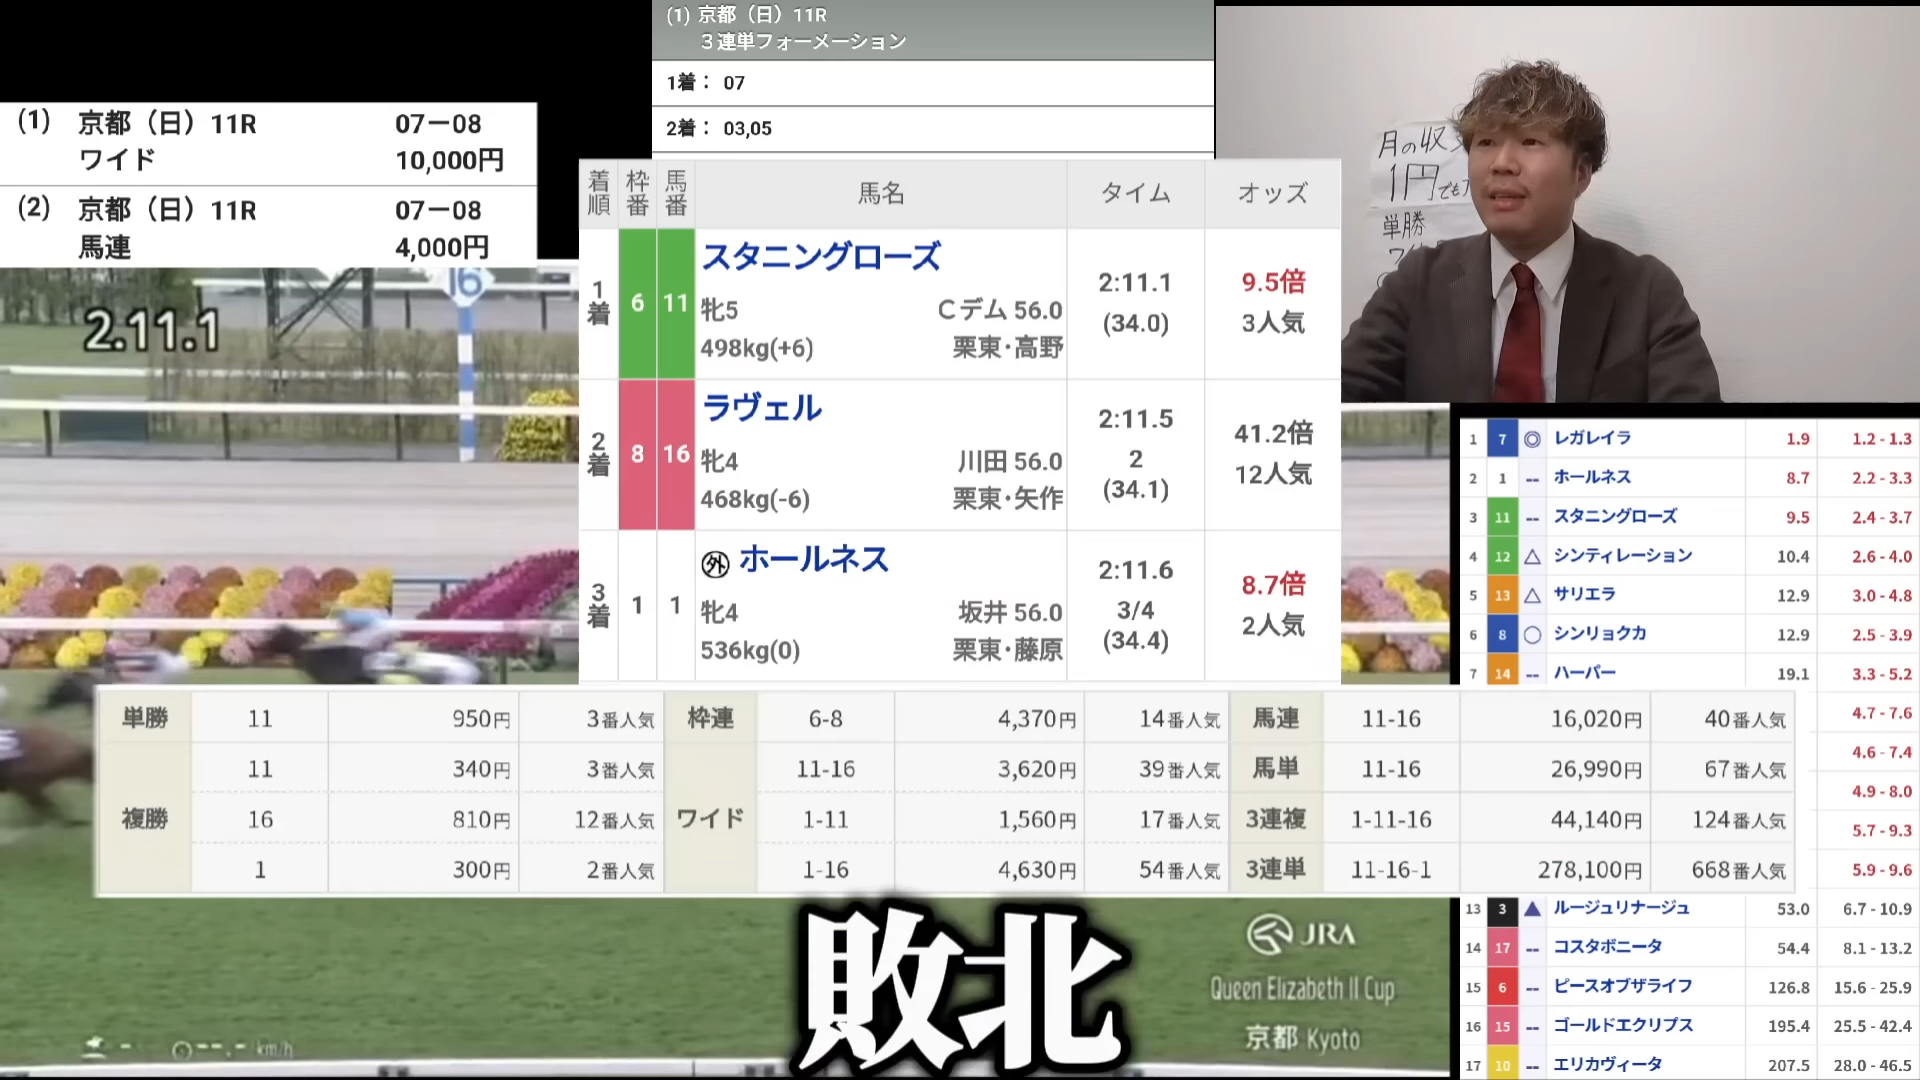 (1) 京都（日）11R 07－08
ワイド 10,000円
(2) 京都（日）11R 07－08
馬連 4,000円
(1) 京都（日）11R
３連単フォーメーション
1着： 07
2着： 03,05
月の収支
1円でも
単勝
2.11.1
16
着順 枠番 馬番 馬名 タイム オッズ
1着 6 11 スタニングローズ 2:11.1 9.5倍
牝5 Ｃデム 56.0 (34.0) 3人気
498kg(+6) 栗東･高野
2着 8 16 ラヴェル 2:11.5 41.2倍
牝4 川田 56.0 2 12人気
468kg(-6) 栗東･矢作 (34.1)
3着 1 1 外 ホールネス 2:11.6 8.7倍
牝4 坂井 56.0 3/4 2人気
536kg(0) 栗東･藤原 (34.4)
1 7 ◎ レガレイラ 1.9 1.2 - 1.3
2 1 -- ホールネス 8.7 2.2 - 3.3
3 11 -- スタニングローズ 9.5 2.4 - 3.7
4 12 △ シンティレーション 10.4 2.6 - 4.0
5 13 △ サリエラ 12.9 3.0 - 4.8
6 8 ○ シンリョクカ 12.9 2.5 - 3.9
7 14 -- ハーパー 19.1 3.3 - 5.2
4.7 - 7.6
4.6 - 7.4
4.9 - 8.0
5.7 - 9.3
5.9 - 9.6
13 3 ▲ ルージュリナージュ 53.0 6.7 - 10.9
14 17 -- コスタボニータ 54.4 8.1 - 13.2
15 6 -- ピースオブザライフ 126.8 15.6 - 25.9
16 15 -- ゴールドエクリプス 195.4 25.5 - 42.4
17 10 -- エリカヴィータ 207.5 28.0 - 46.5
単勝 11 950円 3番人気 枠連 6-8 4,370円 14番人気 馬連 11-16 16,020円 40番人気
複勝 11 340円 3番人気 ワイド 11-16 3,620円 39番人気 馬単 11-16 26,990円 67番人気
16 810円 12番人気 1-11 1,560円 17番人気 3連複 1-11-16 44,140円 124番人気
1 300円 2番人気 1-16 4,630円 54番人気 3連単 11-16-1 278,100円 668番人気
敗北
JRA
Queen Elizabeth II Cup
京都 Kyoto
--.- km/h